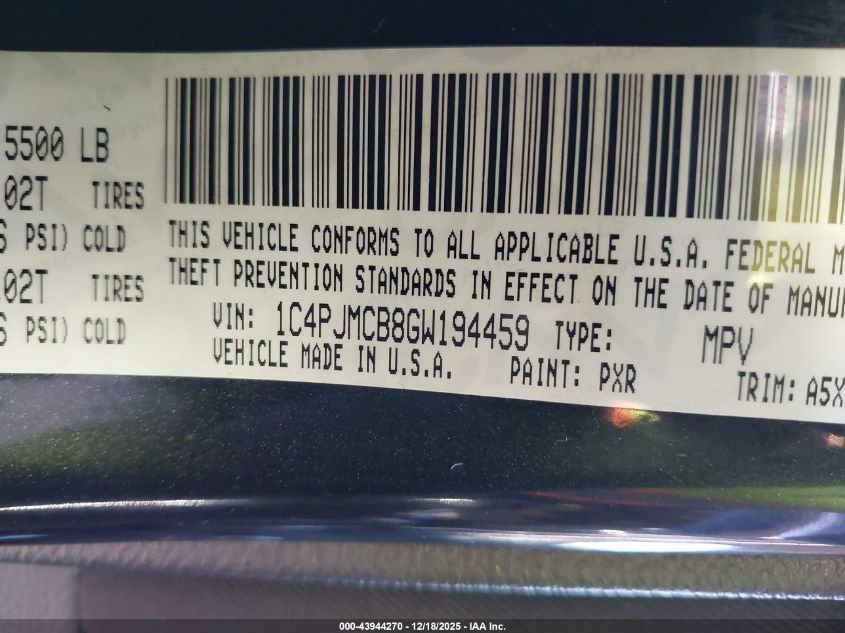 5500 LB
02T TIRES
PSI) COLD
02T TIRES
PSI) COLD
THIS VEHICLE CONFORMS TO ALL APPLICABLE U.S.A. FEDERAL M
THEFT PREVENTION STANDARDS IN EFFECT ON THE DATE OF MANU
VIN: 1C4PJMCB8GW194459 TYPE: MPV
VEHICLE MADE IN U.S.A. PAINT: PXR TRIM: A5X
000-43944270 — 12/18/2025 - IAA Inc.